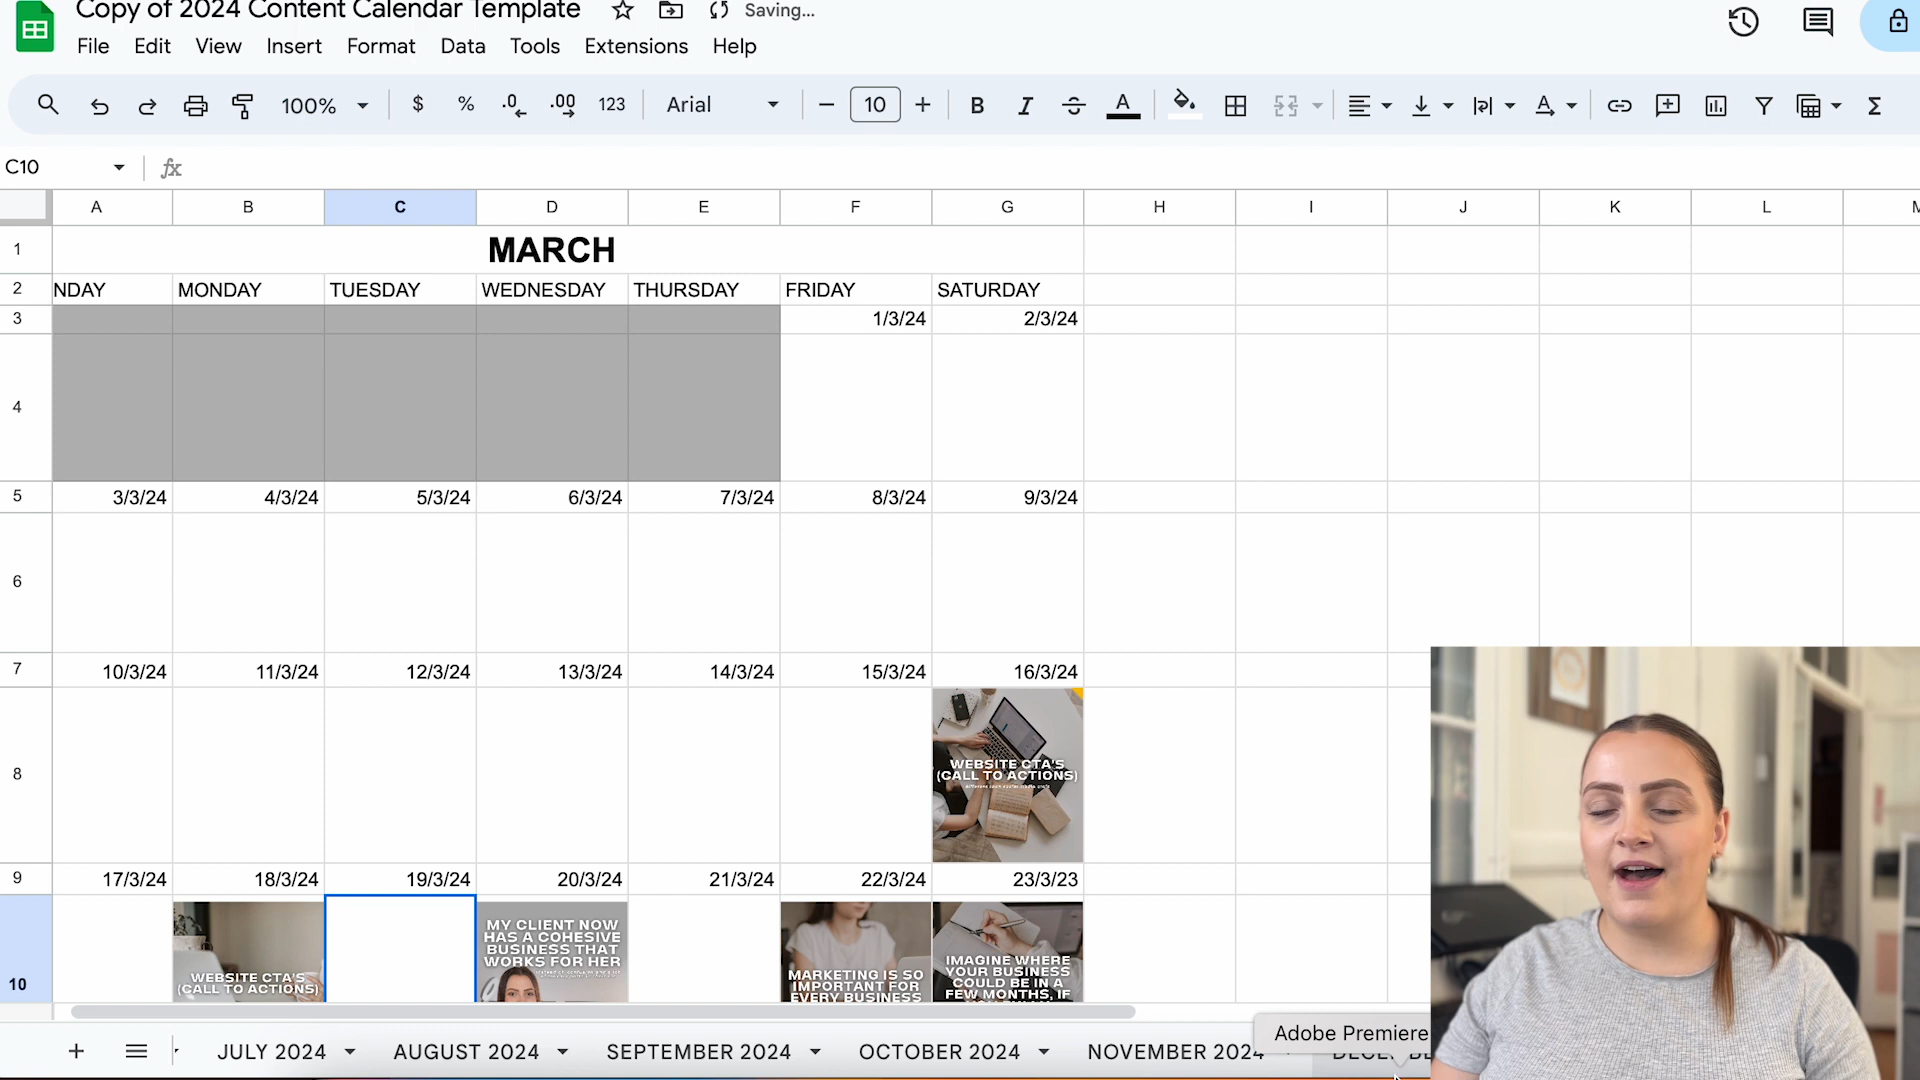 Copy of 2024 Content Calendar Template Saving...
File Edit View Insert Format Data Tools Extensions Help
100% $ % .0 .00 123 Arial 10 B I A A Σ
C10 fx
A B C D E F G H I J K L
1 MARCH
2 NDAY MONDAY TUESDAY WEDNESDAY THURSDAY FRIDAY SATURDAY
3 1/3/24 2/3/24
4
5 3/3/24 4/3/24 5/3/24 6/3/24 7/3/24 8/3/24 9/3/24
6
7 10/3/24 11/3/24 12/3/24 13/3/24 14/3/24 15/3/24 16/3/24
8
WEBSITE CTA'S
(CALL TO ACTIONS)
9 17/3/24 18/3/24 19/3/24 20/3/24 21/3/24 22/3/24 23/3/23
10
WEBSITE CTA'S
(CALL TO ACTIONS)
MY CLIENT NOW
HAS A COHESIVE
BUSINESS THAT
WORKS FOR HER
MARKETING IS SO
IMPORTANT FOR
EVERY BUSINESS
IMAGINE WHERE
YOUR BUSINESS
COULD BE IN A
FEW MONTHS, IF
Adobe Premiere
JULY 2024 AUGUST 2024 SEPTEMBER 2024 OCTOBER 2024 NOVEMBER 2024